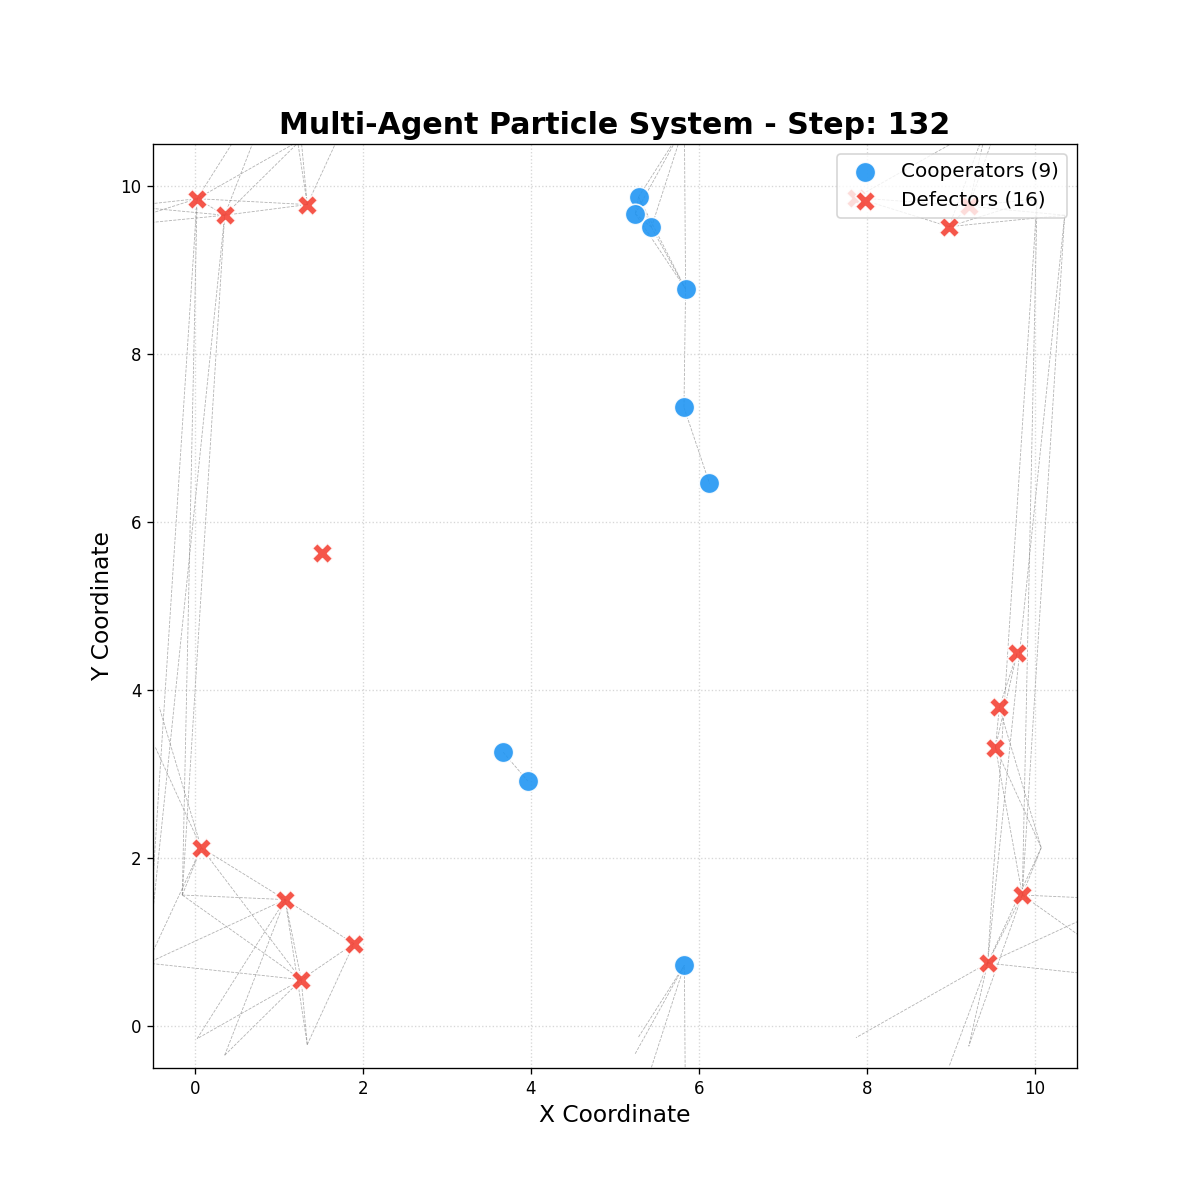 Multi-Agent Particle System - Step: 132
Cooperators (9)
Defectors (16)
10
8
6
4
2
0
Y Coordinate
0 2 4 6 8 10
X Coordinate